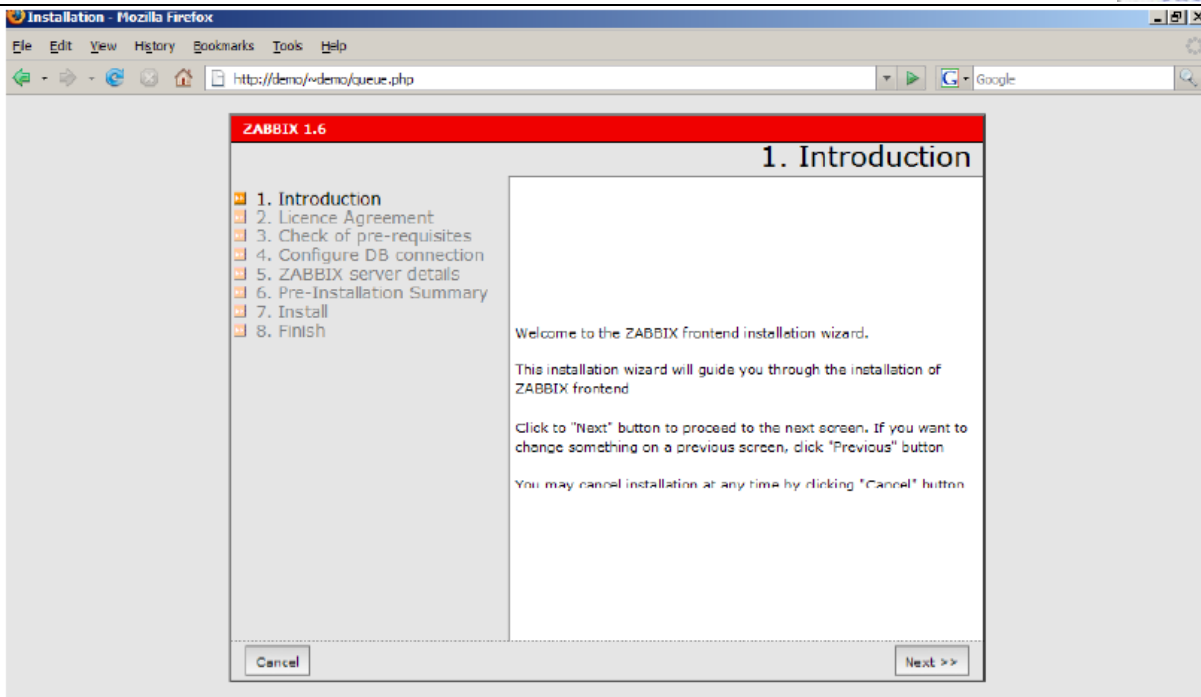 Installation - Mozilla Firefox
File Edit View History Bookmarks Tools Help
http://demo/~demo/queue.php
G Google
ZABBIX 1.6
1. Introduction
1. Introduction
2. Licence Agreement
3. Check of pre-requisites
4. Configure DB connection
5. ZABBIX server details
6. Pre-Installation Summary
7. Install
8. Finish
Welcome to the ZABBIX frontend installation wizard.
This installation wizard will guide you through the installation of
ZABBIX frontend
Click to "Next" button to proceed to the next screen. If you want to
change something on a previous screen, click "Previous" button
You may cancel installation at any time by clicking "Cancel" button
Cancel
Next >>